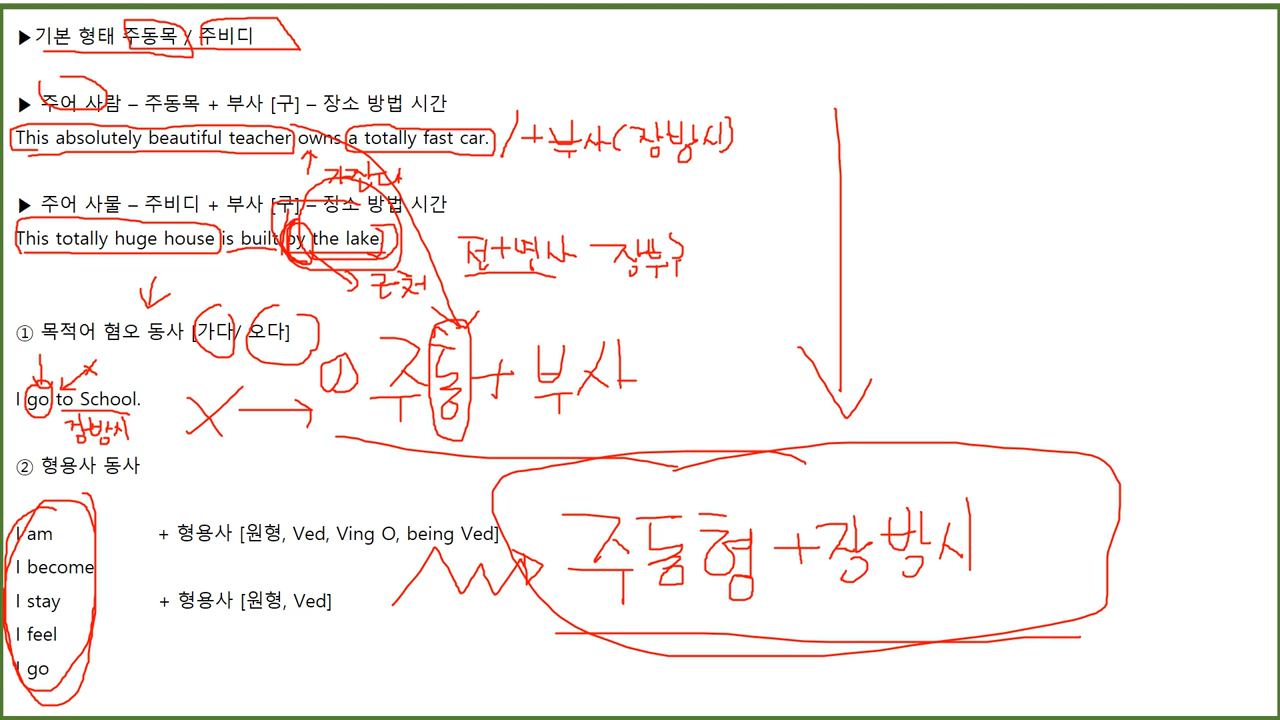 ▶기본 형태 주동목 / 주비디
▶ 주어 사람 – 주동목 + 부사 [구] – 장소 방법 시간
This absolutely beautiful teacher owns a totally fast car. / + 부사(장방시)
▶ 주어 사물 – 주비디 + 부사 [구] – 장소 방법 시간
This totally huge house is built by the lake.
전+명사
근처
① 목적어 혐오 동사 [가다/ 오다]
① 주동 + 부사
I go to School.
장방시
② 형용사 동사
I am + 형용사 [원형, Ved, Ving O, being Ved]
주동형 + 장방시
I become
I stay + 형용사 [원형, Ved]
I feel
I go